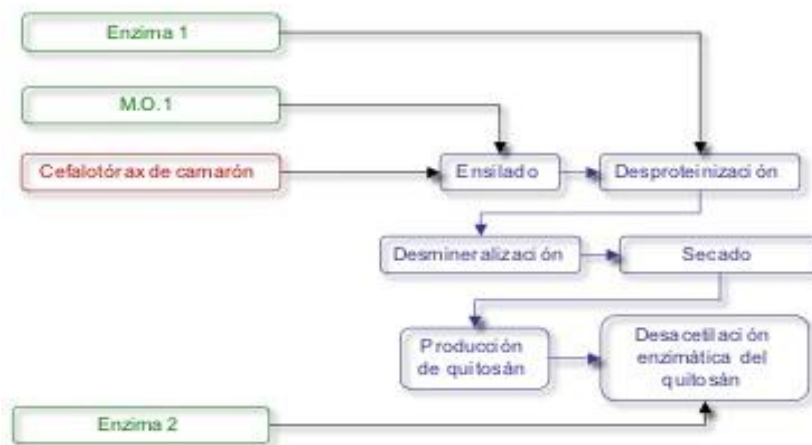 Enzima 1
M.O.1
Cefalotórax de camarón
Ensilado
Desproteinización
Desmineralización
Secado
Producción
de quitosán
Desacetilación
enzimática del
quitosán
Enzima 2